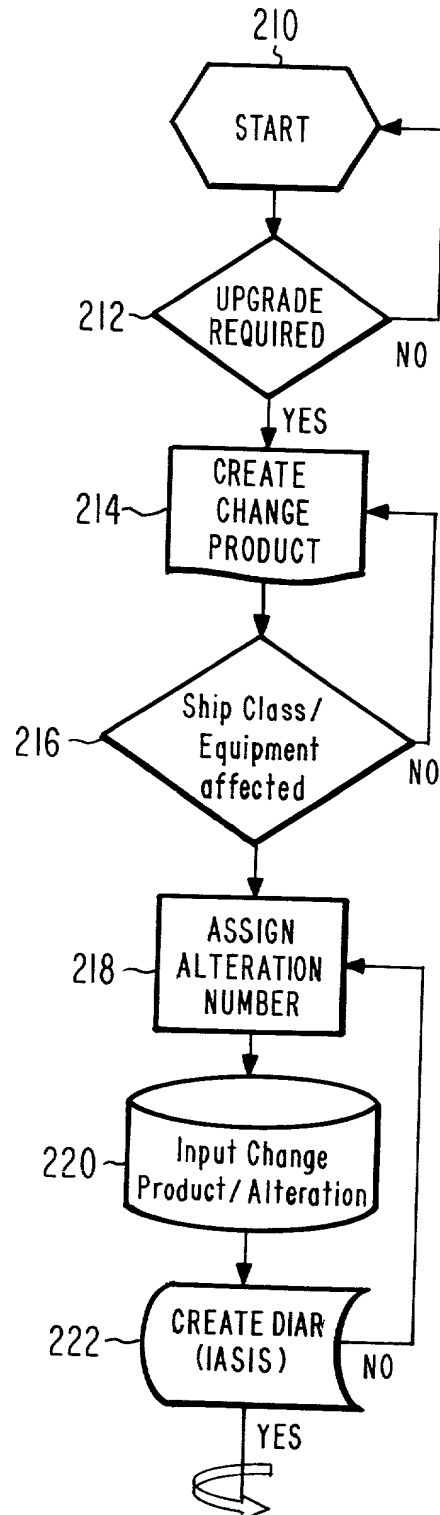 210
START
212
UPGRADE
REQUIRED
NO
YES
214
CREATE
CHANGE
PRODUCT
216
Ship Class/
Equipment
affected
NO
218
ASSIGN
ALTERATION
NUMBER
220
Input Change
Product/Alteration
222
CREATE DIAR
(IASIS)
NO
YES